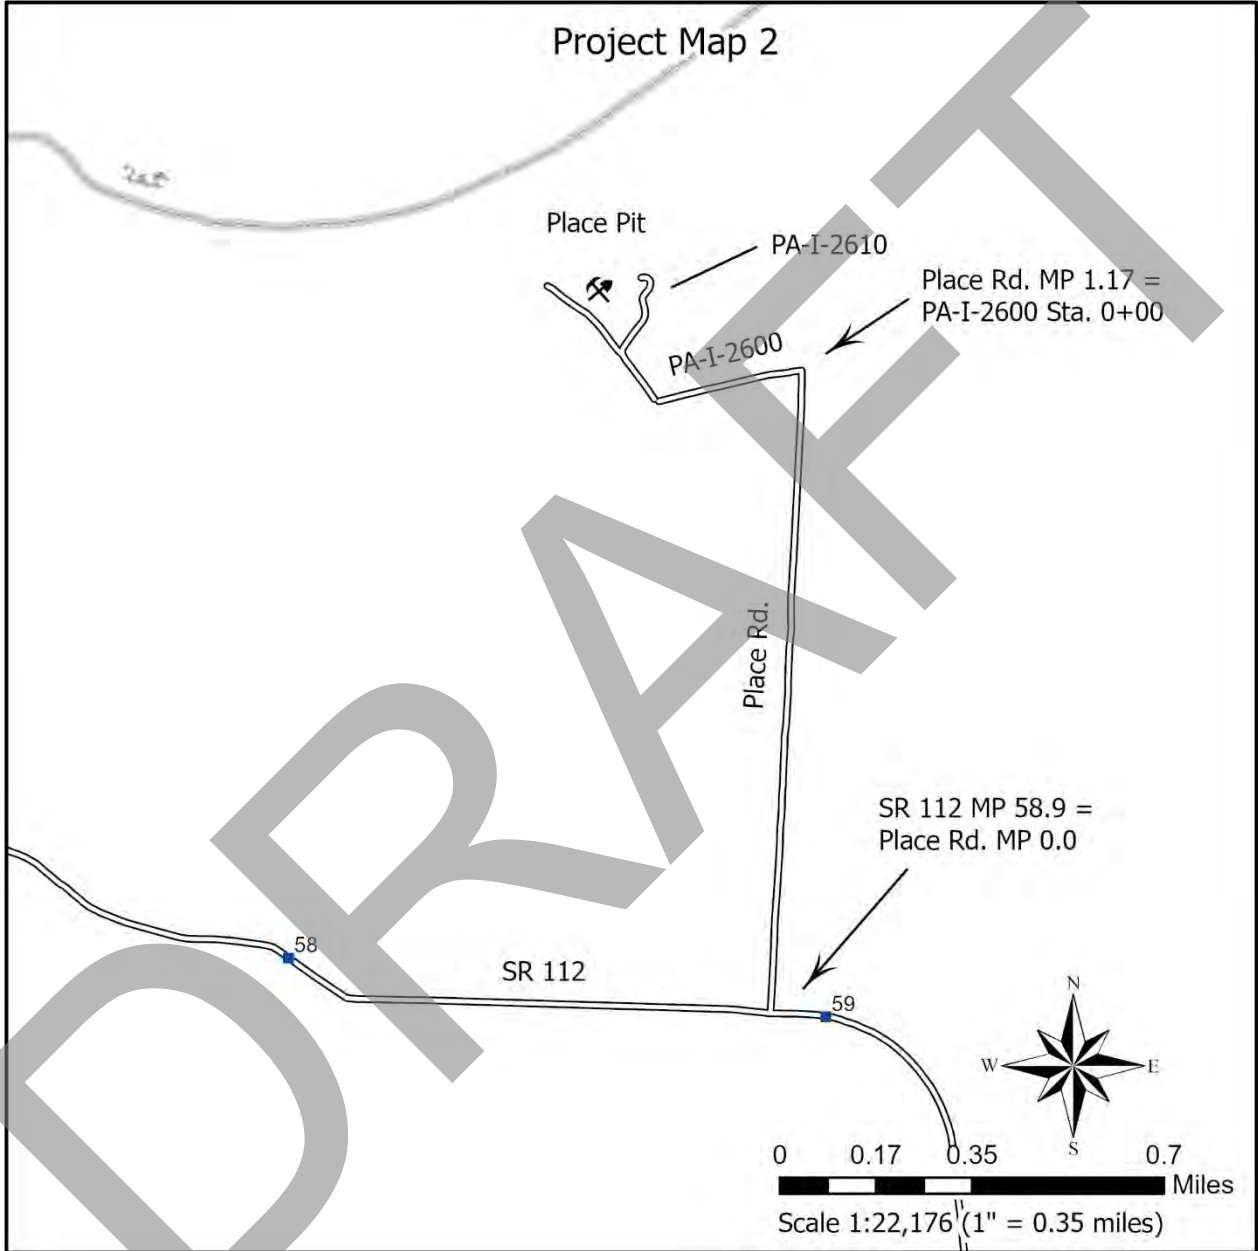 Project Map 2
Place Pit
PA-I-2610
Place Rd. MP 1.17 =
PA-I-2600 Sta. 0+00
PA-I-2600
Place Rd.
SR 112 MP 58.9 =
Place Rd. MP 0.0
58
SR 112
59
N
W
E
S
0 0.17 0.35 0.7
Miles
Scale 1:22,176 (1" = 0.35 miles)
DRAFT